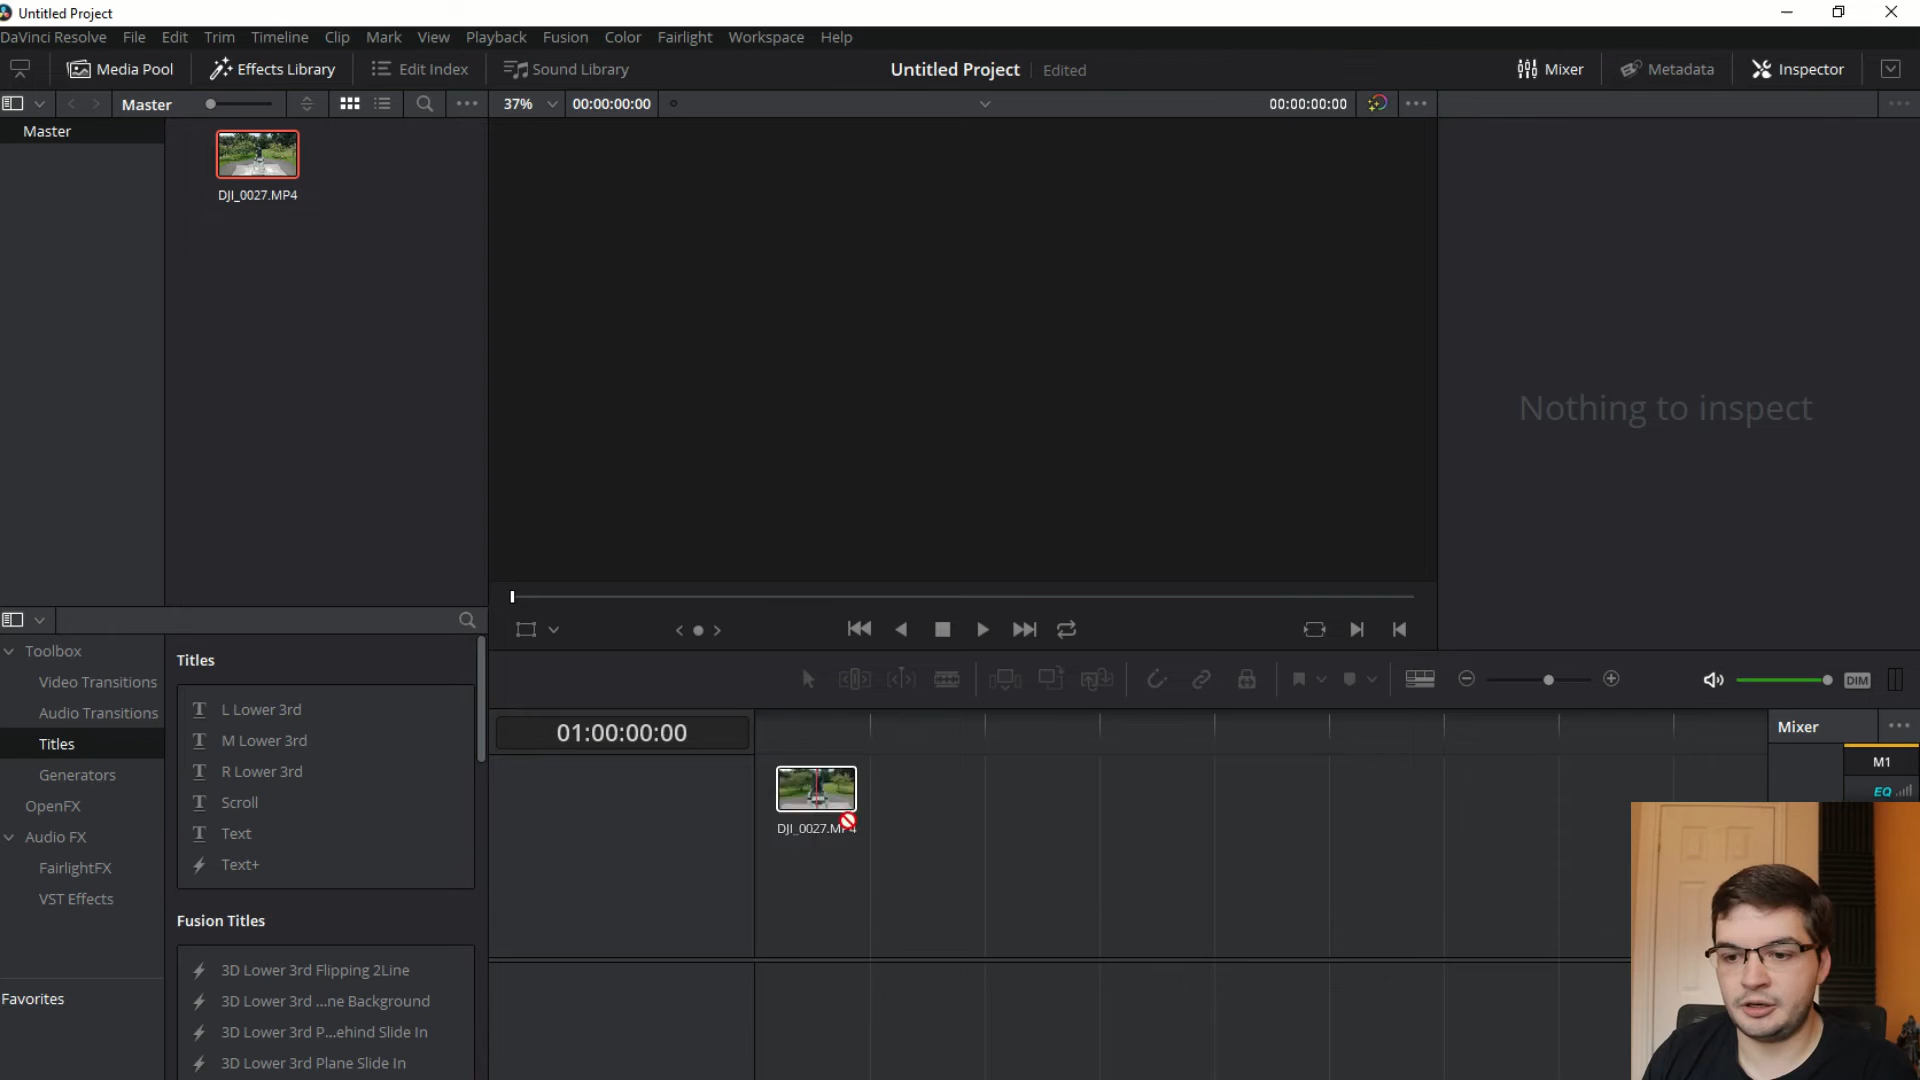 Untitled Project
DaVinci Resolve File Edit Trim Timeline Clip Mark View Playback Fusion Color Fairlight Workspace Help
Media Pool Effects Library Edit Index Sound Library Untitled Project Edited Mixer Metadata Inspector
Master 37% 00:00:00:00 00:00:00:00
Master
DJI_0027.MP4
Nothing to inspect
Toolbox
Video Transitions
Audio Transitions
Titles
Generators
OpenFX
Audio FX
FairlightFX
VST Effects
Favorites
Titles
L Lower 3rd
M Lower 3rd
R Lower 3rd
Scroll
Text
Text+
Fusion Titles
3D Lower 3rd Flipping 2Line
3D Lower 3rd ...ne Background
3D Lower 3rd P...ehind Slide In
3D Lower 3rd Plane Slide In
DIM
01:00:00:00
Mixer
M1
EQ
DJI_0027.MP4